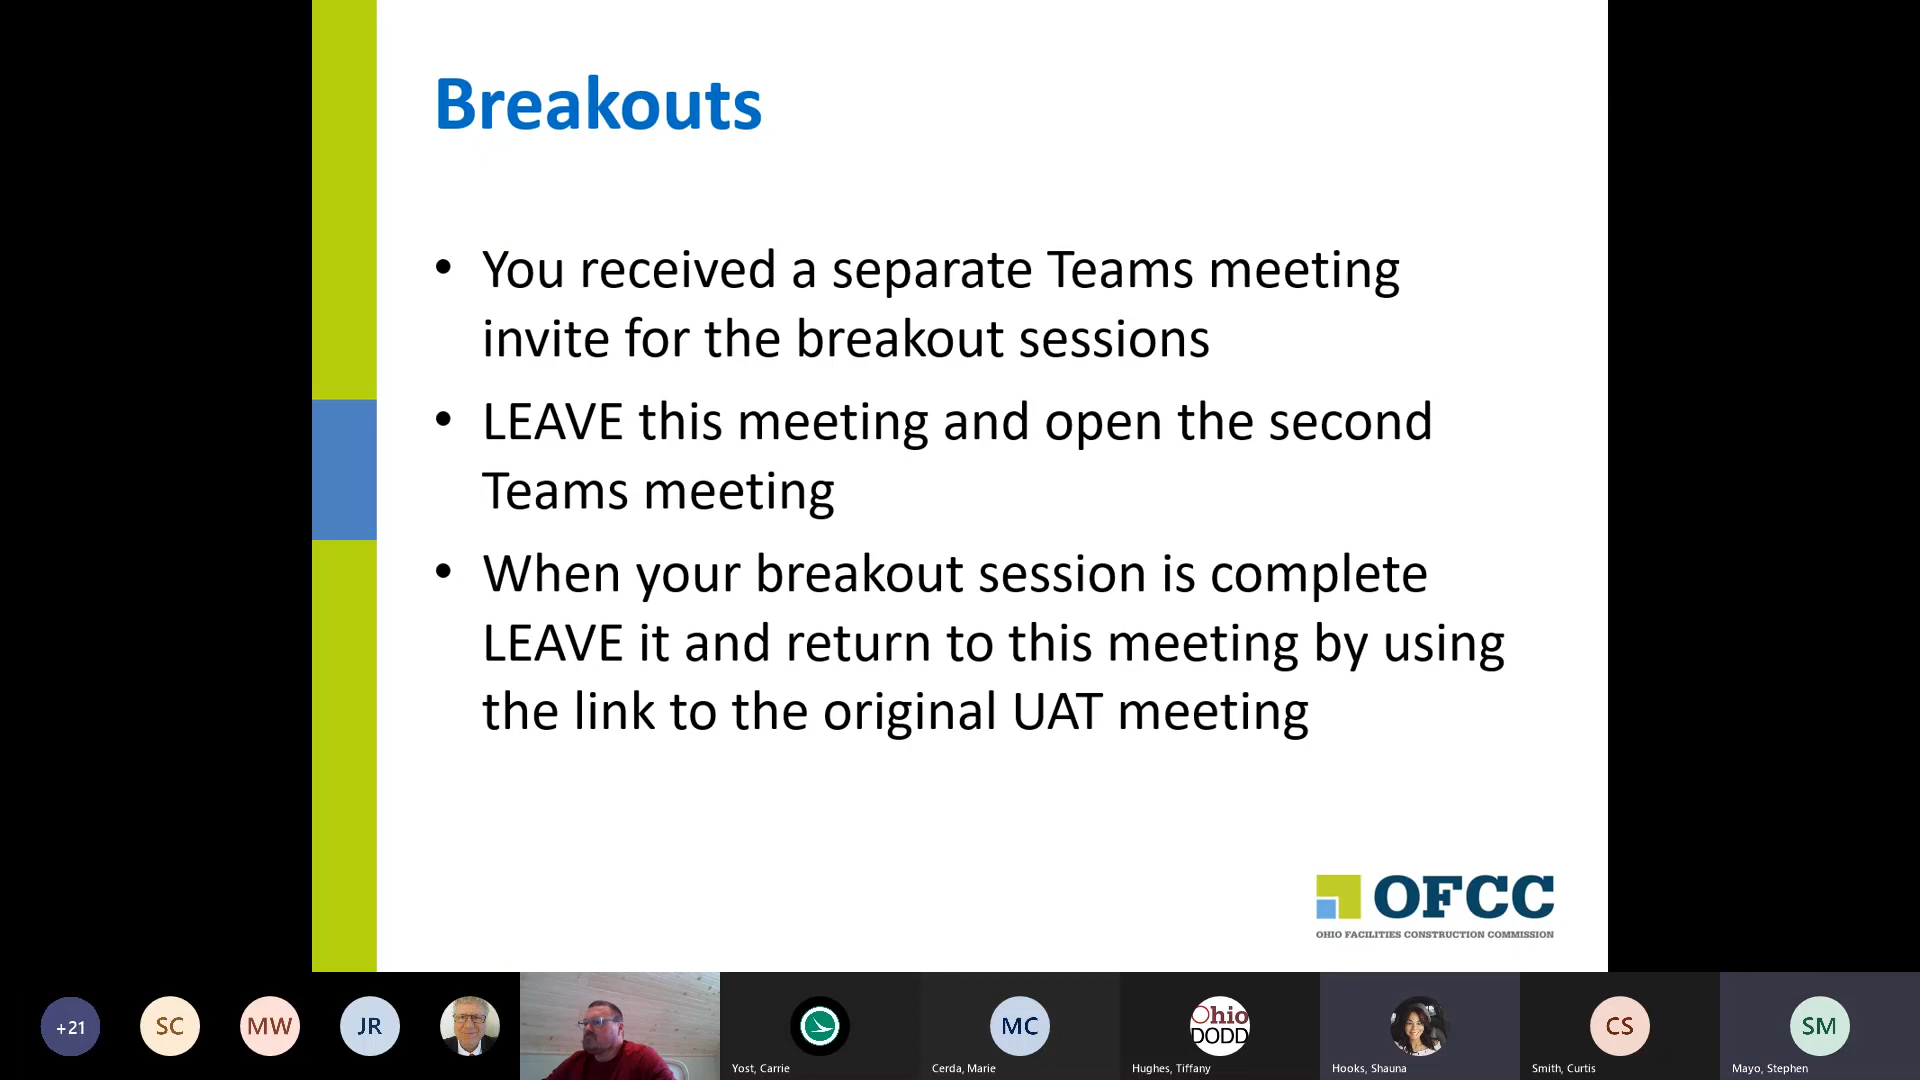 Breakouts
• You received a separate Teams meeting
invite for the breakout sessions
• LEAVE this meeting and open the second
Teams meeting
• When your breakout session is complete
LEAVE it and return to this meeting by using
the link to the original UAT meeting
OFCC
OHIO FACILITIES CONSTRUCTION COMMISSION
+21
SC
MW
JR
MC
Ohio
DODD
CS
SM
Yost, Carrie
Cerda, Marie
Hughes, Tiffany
Hooks, Shauna
Smith, Curtis
Mayo, Stephen